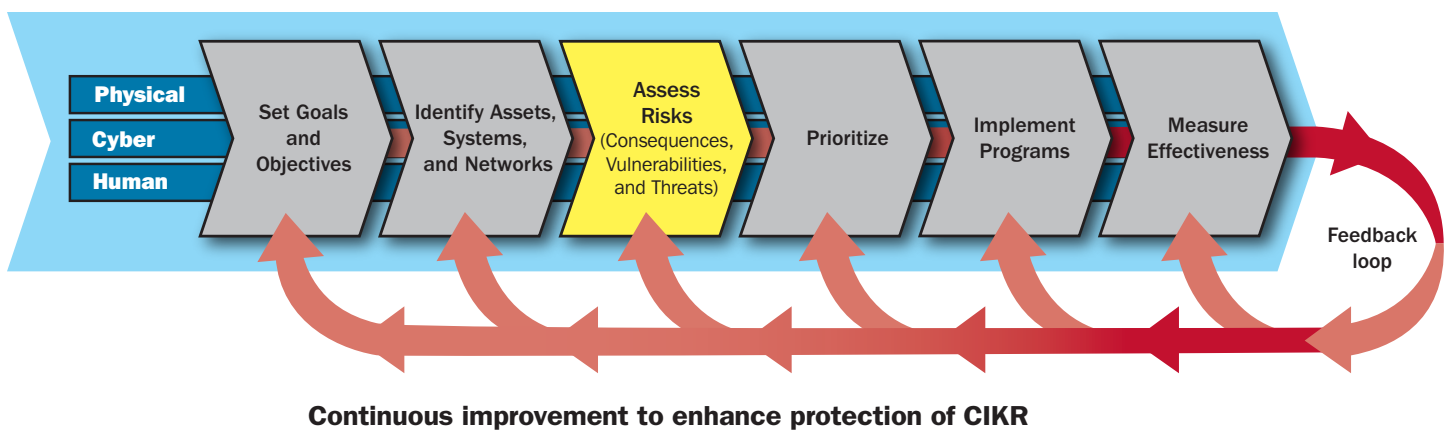 Physical
Cyber
Human
Set Goals
and
Objectives
Identify Assets,
Systems,
and Networks
Assess
Risks
(Consequences,
Vulnerabilities,
and Threats)
Prioritize
Implement
Programs
Measure
Effectiveness
Feedback
loop
Continuous improvement to enhance protection of CIKR